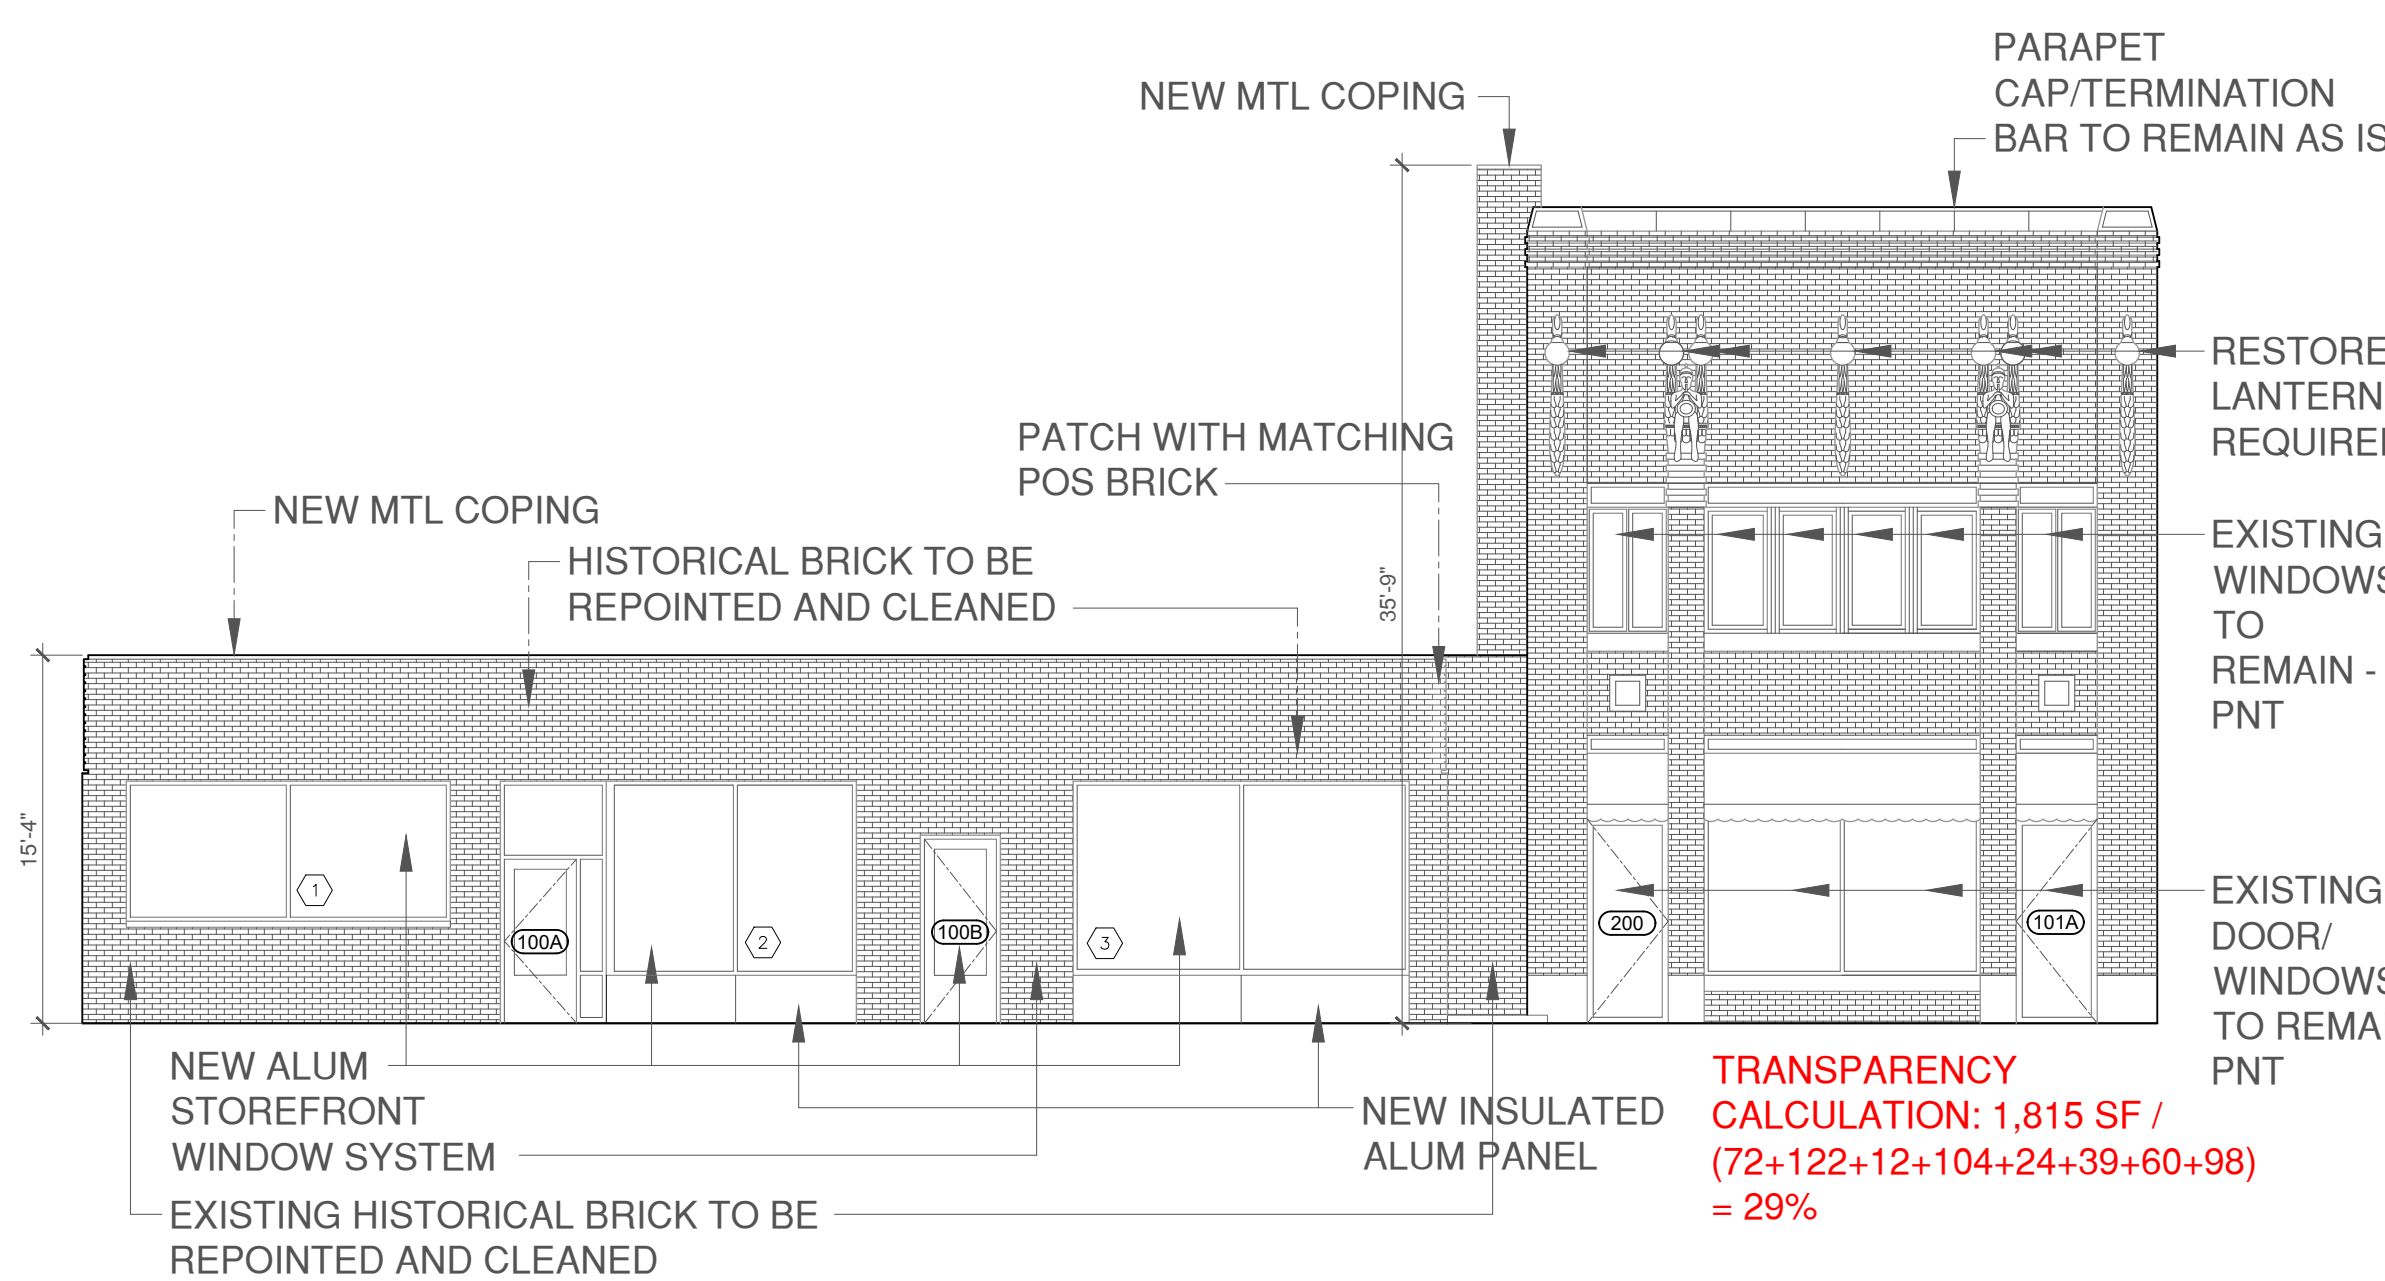 PARAPET
CAP/TERMINATION
BAR TO REMAIN AS IS
NEW MTL COPING
RESTORE
LANTERN
PATCH WITH MATCHING
POS BRICK
NEW MTL COPING
HISTORICAL BRICK TO BE
REPOINTED AND CLEANED
35'-9"
EXISTING
WINDOWS
TO
REMAIN -
PNT
15'-4"
1
100A
2
100B
3
200
101A
EXISTING
DOOR/
WINDOWS
TO
PNT
NEW ALUM
STOREFRONT
WINDOW SYSTEM
NEW INSULATED
ALUM PANEL
EXISTING HISTORICAL BRICK TO BE
REPOINTED AND CLEANED
TRANSPARENCY
CALCULATION: 1,815 SF /
(72+122+12+104+24+39+60+98)
= 29%